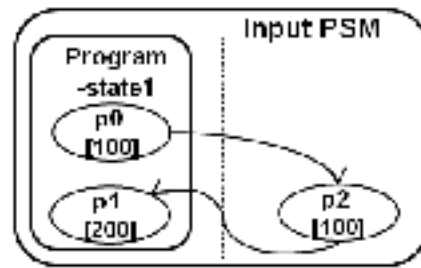 Input PSM
Program
-state1
p0
[100]
p1
[200]
p2
[100]